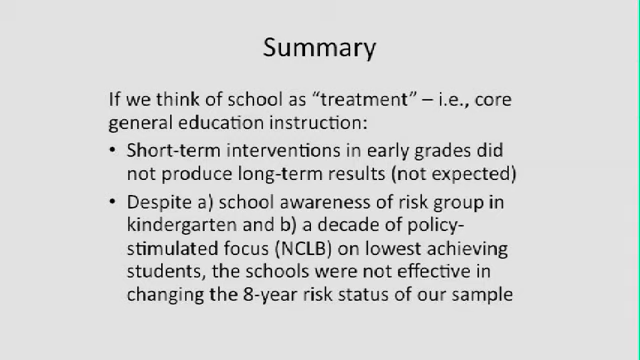 Summary
If we think of school as “treatment” – i.e., core
general education instruction:
• Short-term interventions in early grades did
not produce long-term results (not expected)
• Despite a) school awareness of risk group in
kindergarten and b) a decade of policy-
stimulated focus (NCLB) on lowest achieving
students, the schools were not effective in
changing the 8-year risk status of our sample